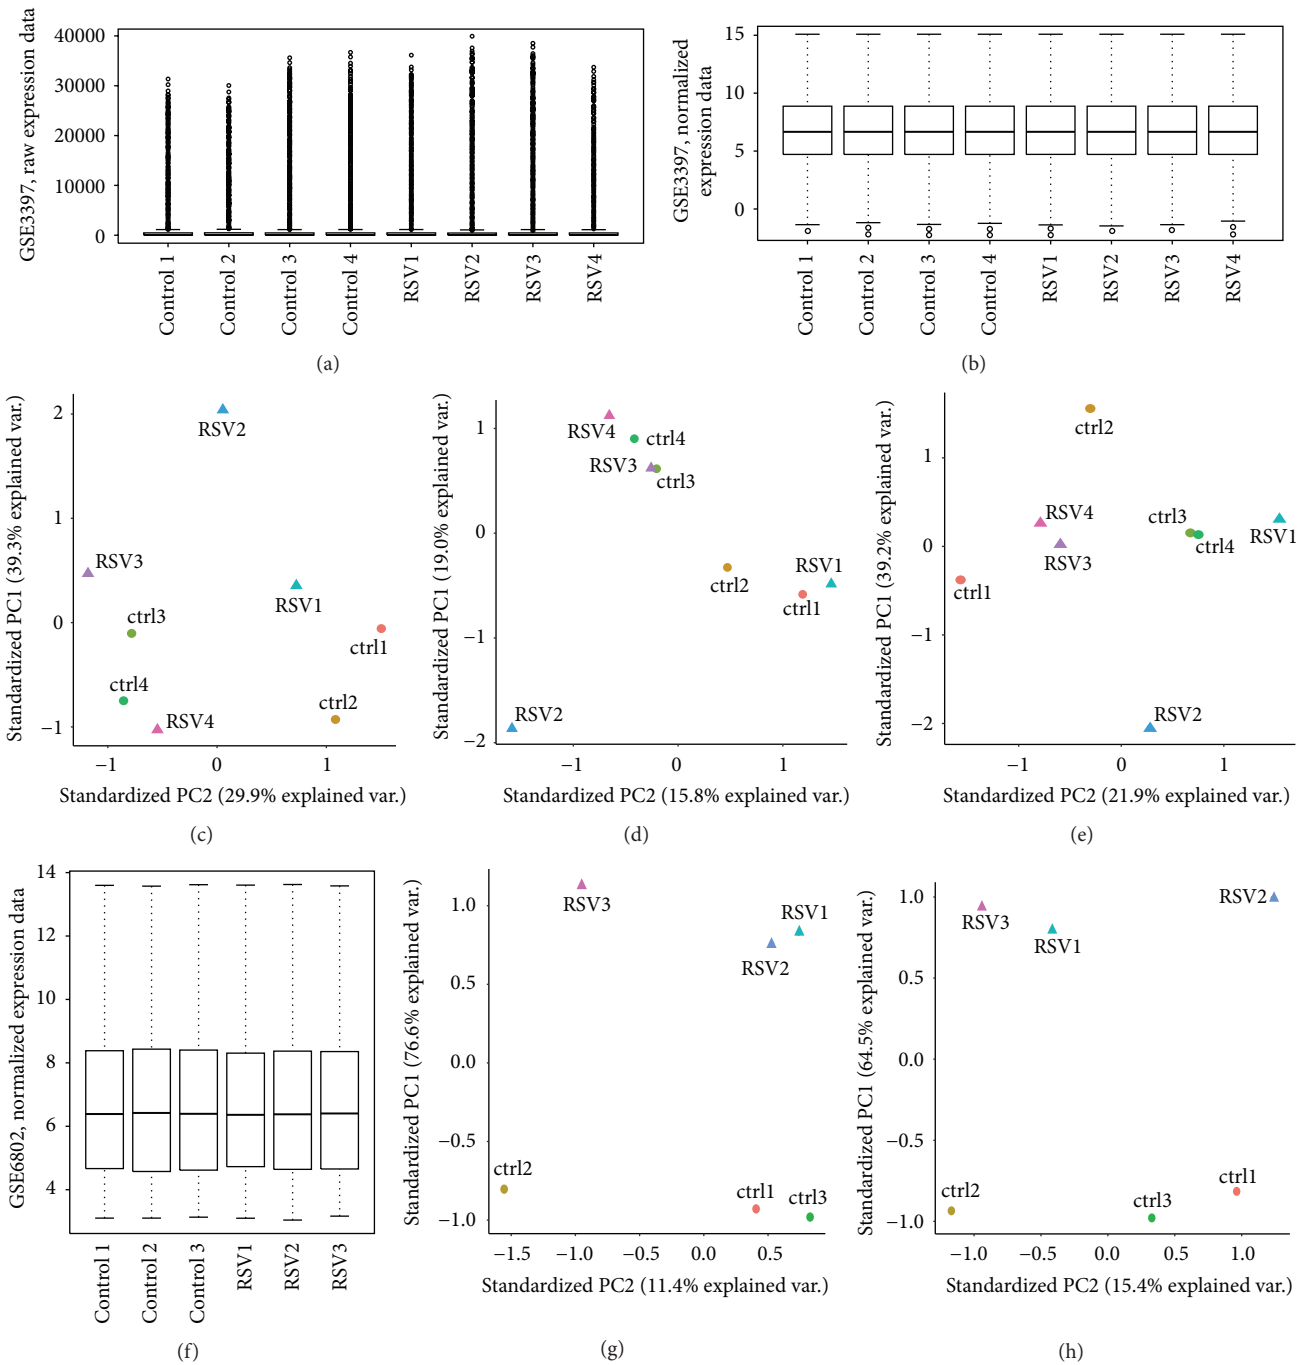 GSE3397, raw expression data
40000
30000
20000
10000
0
Control 1
Control 2
Control 3
Control 4
RSV1
RSV2
RSV3
RSV4
(a)
GSE3397, normalized
expression data
15
10
5
0
Control 1
Control 2
Control 3
Control 4
RSV1
RSV2
RSV3
RSV4
(b)
Standardized PC1 (39.3% explained var.)
2
1
0
−1
RSV2
RSV3
RSV1
ctrl3
ctrl1
ctrl4
ctrl2
RSV4
−1
0
1
Standardized PC2 (29.9% explained var.)
(c)
Standardized PC1 (19.0% explained var.)
1
0
−1
−2
RSV4
ctrl4
RSV3
ctrl3
ctrl2
RSV1
ctrl1
RSV2
−1
0
1
Standardized PC2 (15.8% explained var.)
(d)
Standardized PC1 (39.2% explained var.)
1
0
−1
−2
ctrl2
RSV4
RSV3
ctrl3
ctrl4
RSV1
ctrl1
RSV2
−1
0
1
Standardized PC2 (21.9% explained var.)
(e)
GSE6802, normalized expression data
14
12
10
8
6
4
Control 1
Control 2
Control 3
RSV1
RSV2
RSV3
(f)
Standardized PC1 (76.6% explained var.)
1.0
0.5
0.0
−0.5
−1.0
RSV3
RSV1
RSV2
ctrl2
ctrl1
ctrl3
−1.5
−1.0
0.0
0.5
Standardized PC2 (11.4% explained var.)
(g)
Standardized PC1 (64.5% explained var.)
1.0
0.5
0.0
−0.5
−1.0
RSV2
RSV3
RSV1
ctrl2
ctrl3
ctrl1
−1.0
−0.5
0.0
0.5
1.0
Standardized PC2 (15.4% explained var.)
(h)